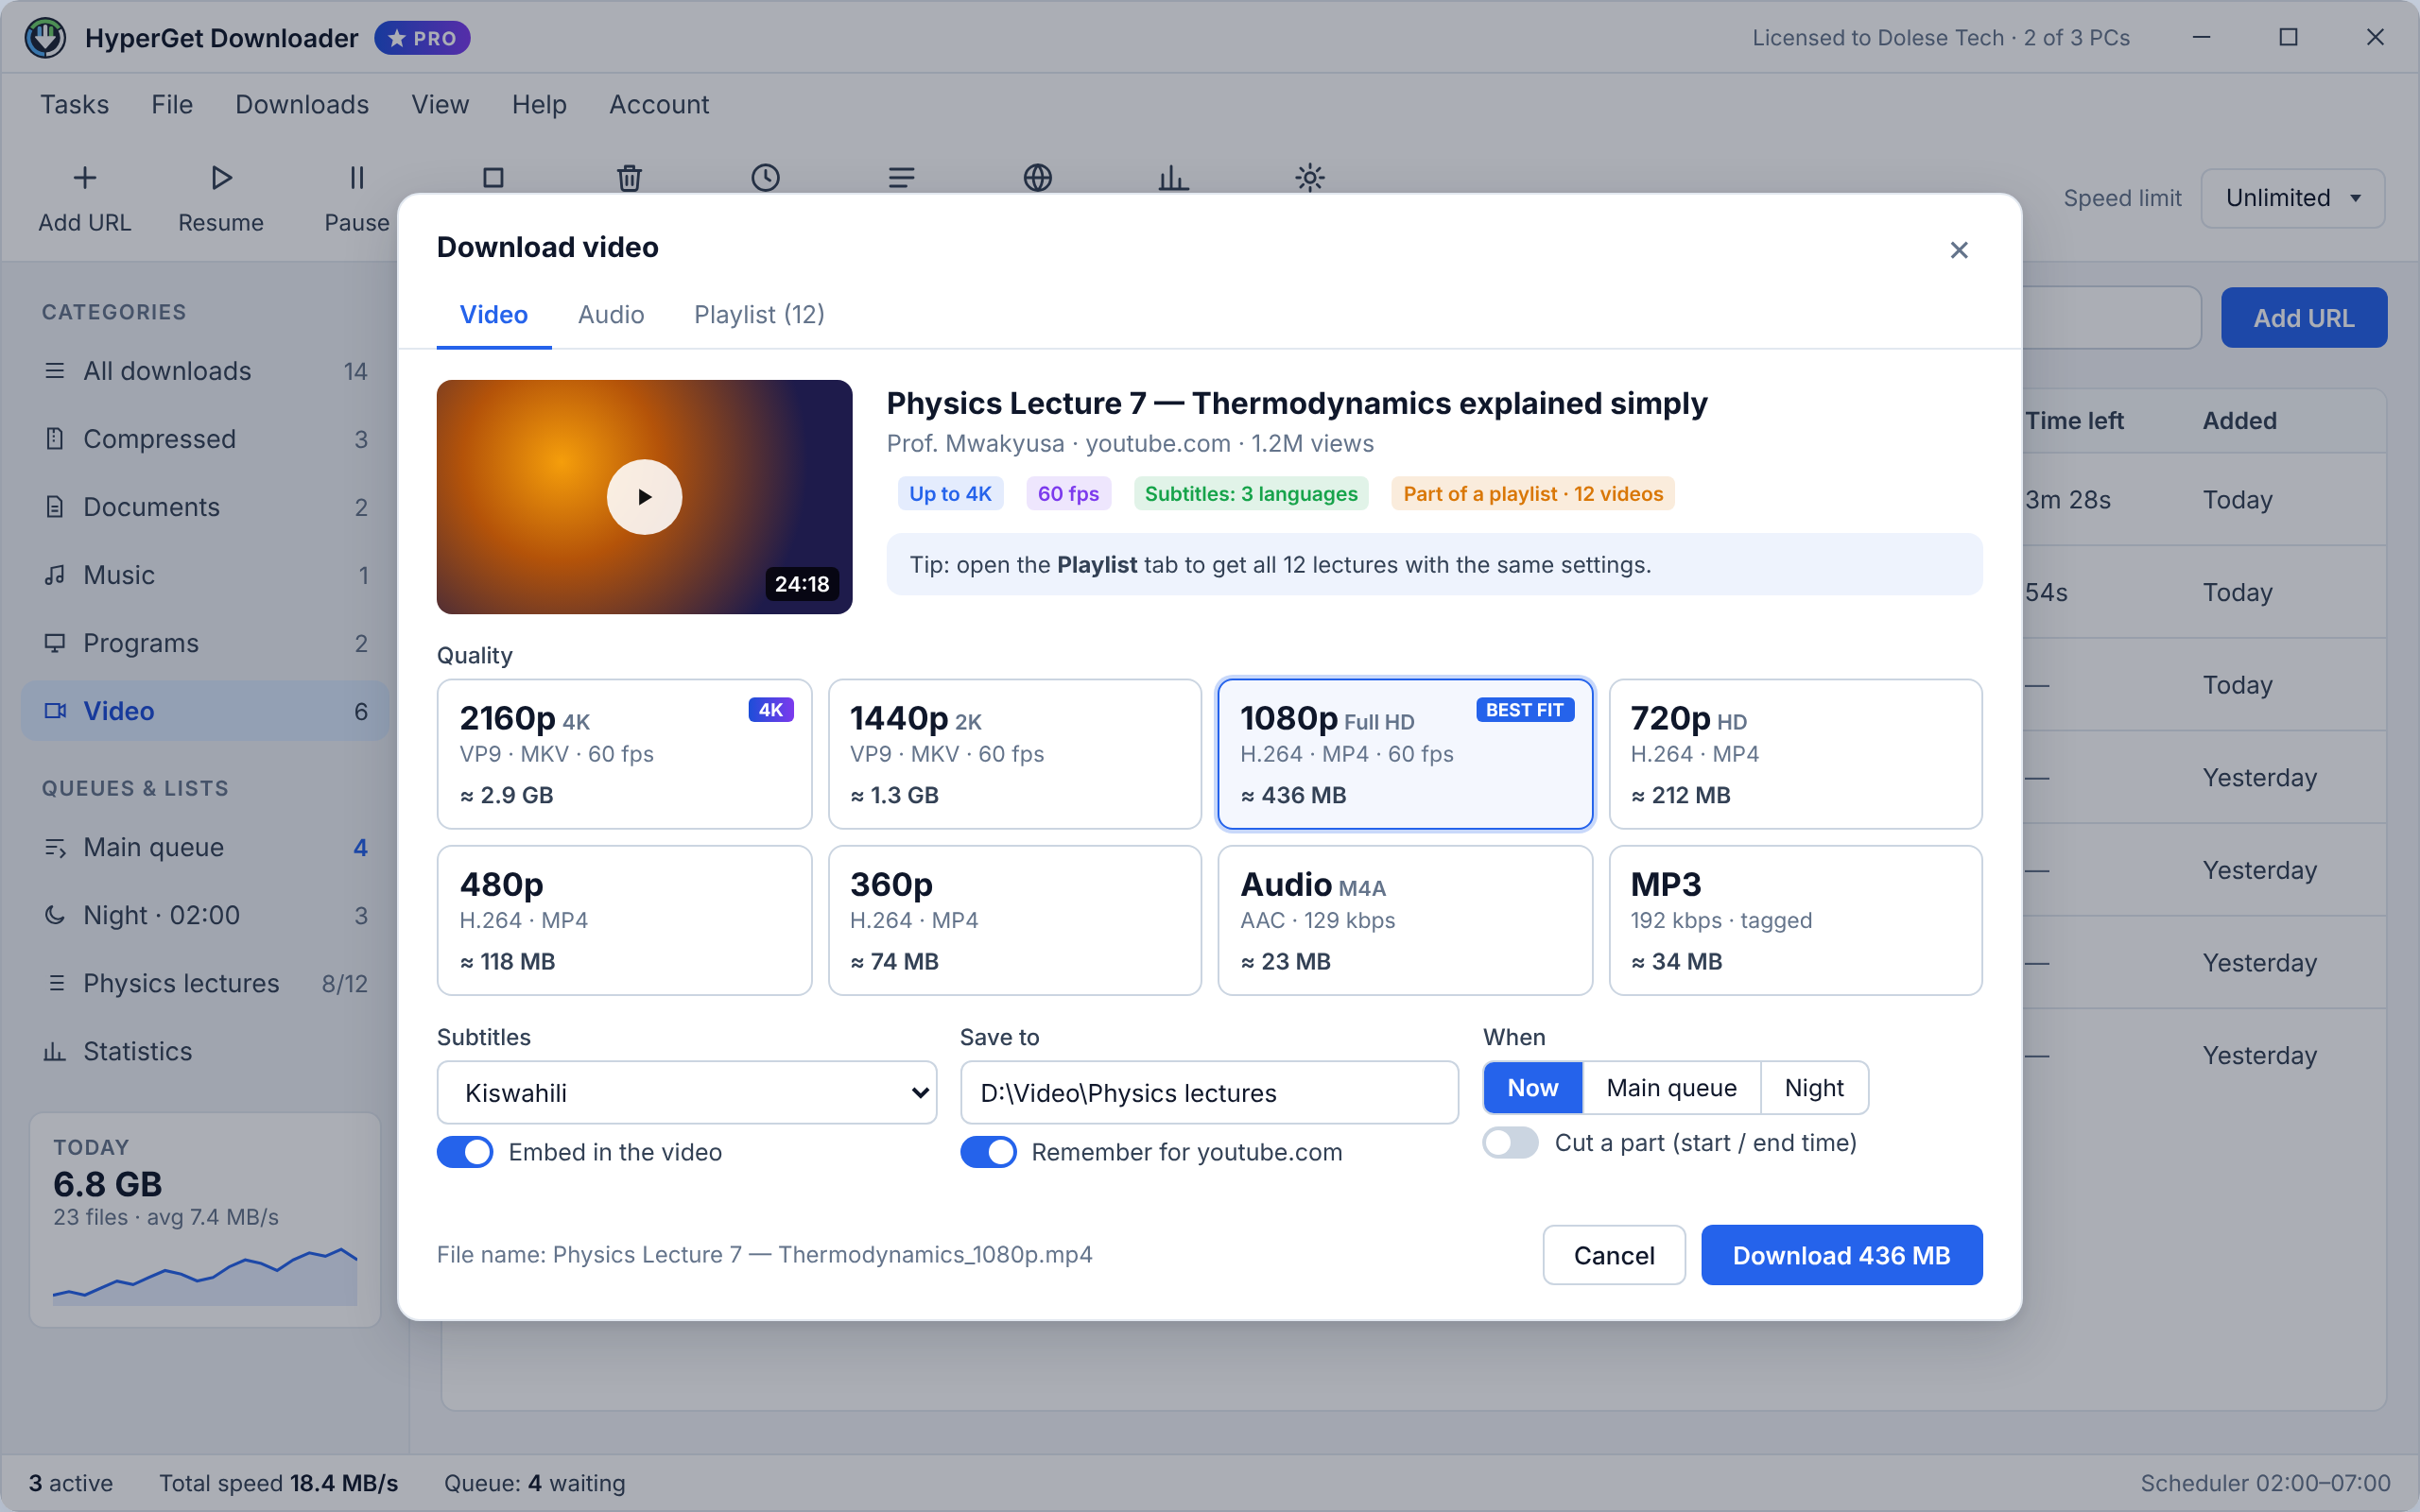 HyperGet Downloader
PRO
Licensed to Dolese Tech · 2 of 3 PCs
Tasks File Downloads View Help Account
Add URL Resume Pause
Speed limit Unlimited
CATEGORIES
All downloads 14
Compressed 3
Documents 2
Music 1
Programs 2
Video 6
QUEUES & LISTS
Main queue 4
Night · 02:00 3
Physics lectures 8/12
Statistics
TODAY
6.8 GB
23 files · avg 7.4 MB/s
Download video
Video Audio Playlist (12)
24:18
Physics Lecture 7 — Thermodynamics explained simply
Prof. Mwakyusa · youtube.com · 1.2M views
Up to 4K 60 fps Subtitles: 3 languages Part of a playlist · 12 videos
Tip: open the Playlist tab to get all 12 lectures with the same settings.
Quality
2160p 4K 4K
VP9 · MKV · 60 fps
≈ 2.9 GB
1440p 2K
VP9 · MKV · 60 fps
≈ 1.3 GB
1080p Full HD BEST FIT
H.264 · MP4 · 60 fps
≈ 436 MB
720p HD
H.264 · MP4
≈ 212 MB
480p
H.264 · MP4
≈ 118 MB
360p
H.264 · MP4
≈ 74 MB
Audio M4A
AAC · 129 kbps
≈ 23 MB
MP3
192 kbps · tagged
≈ 34 MB
Subtitles
Kiswahili
Embed in the video
Save to
D:\Video\Physics lectures
Remember for youtube.com
When
Now Main queue Night
Cut a part (start / end time)
File name: Physics Lecture 7 — Thermodynamics_1080p.mp4
Cancel
Download 436 MB
Add URL
Time left Added
3m 28s Today
54s Today
— Today
— Yesterday
— Yesterday
— Yesterday
— Yesterday
3 active Total speed 18.4 MB/s Queue: 4 waiting
Scheduler 02:00–07:00